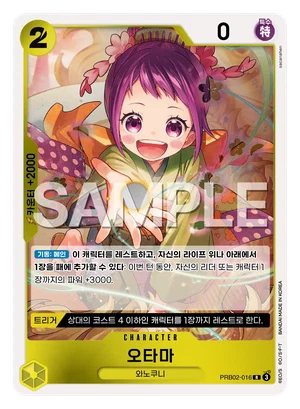 2
0
특수
特
카운터 +2000
SAMPLE
기동: 메인 이 캐릭터를 레스트하고, 자신의 라이프 위나 아래에서
1장을 패에 추가할 수 있다: 이번 턴 동안, 자신의 리더 또는 캐릭터 1
장까지의 파워 +3000.
트리거 상대의 코스트 4 이하인 캐릭터를 1장까지 레스트로 한다.
CHARACTER
오타마
와노쿠니
PRB02-016 R 3